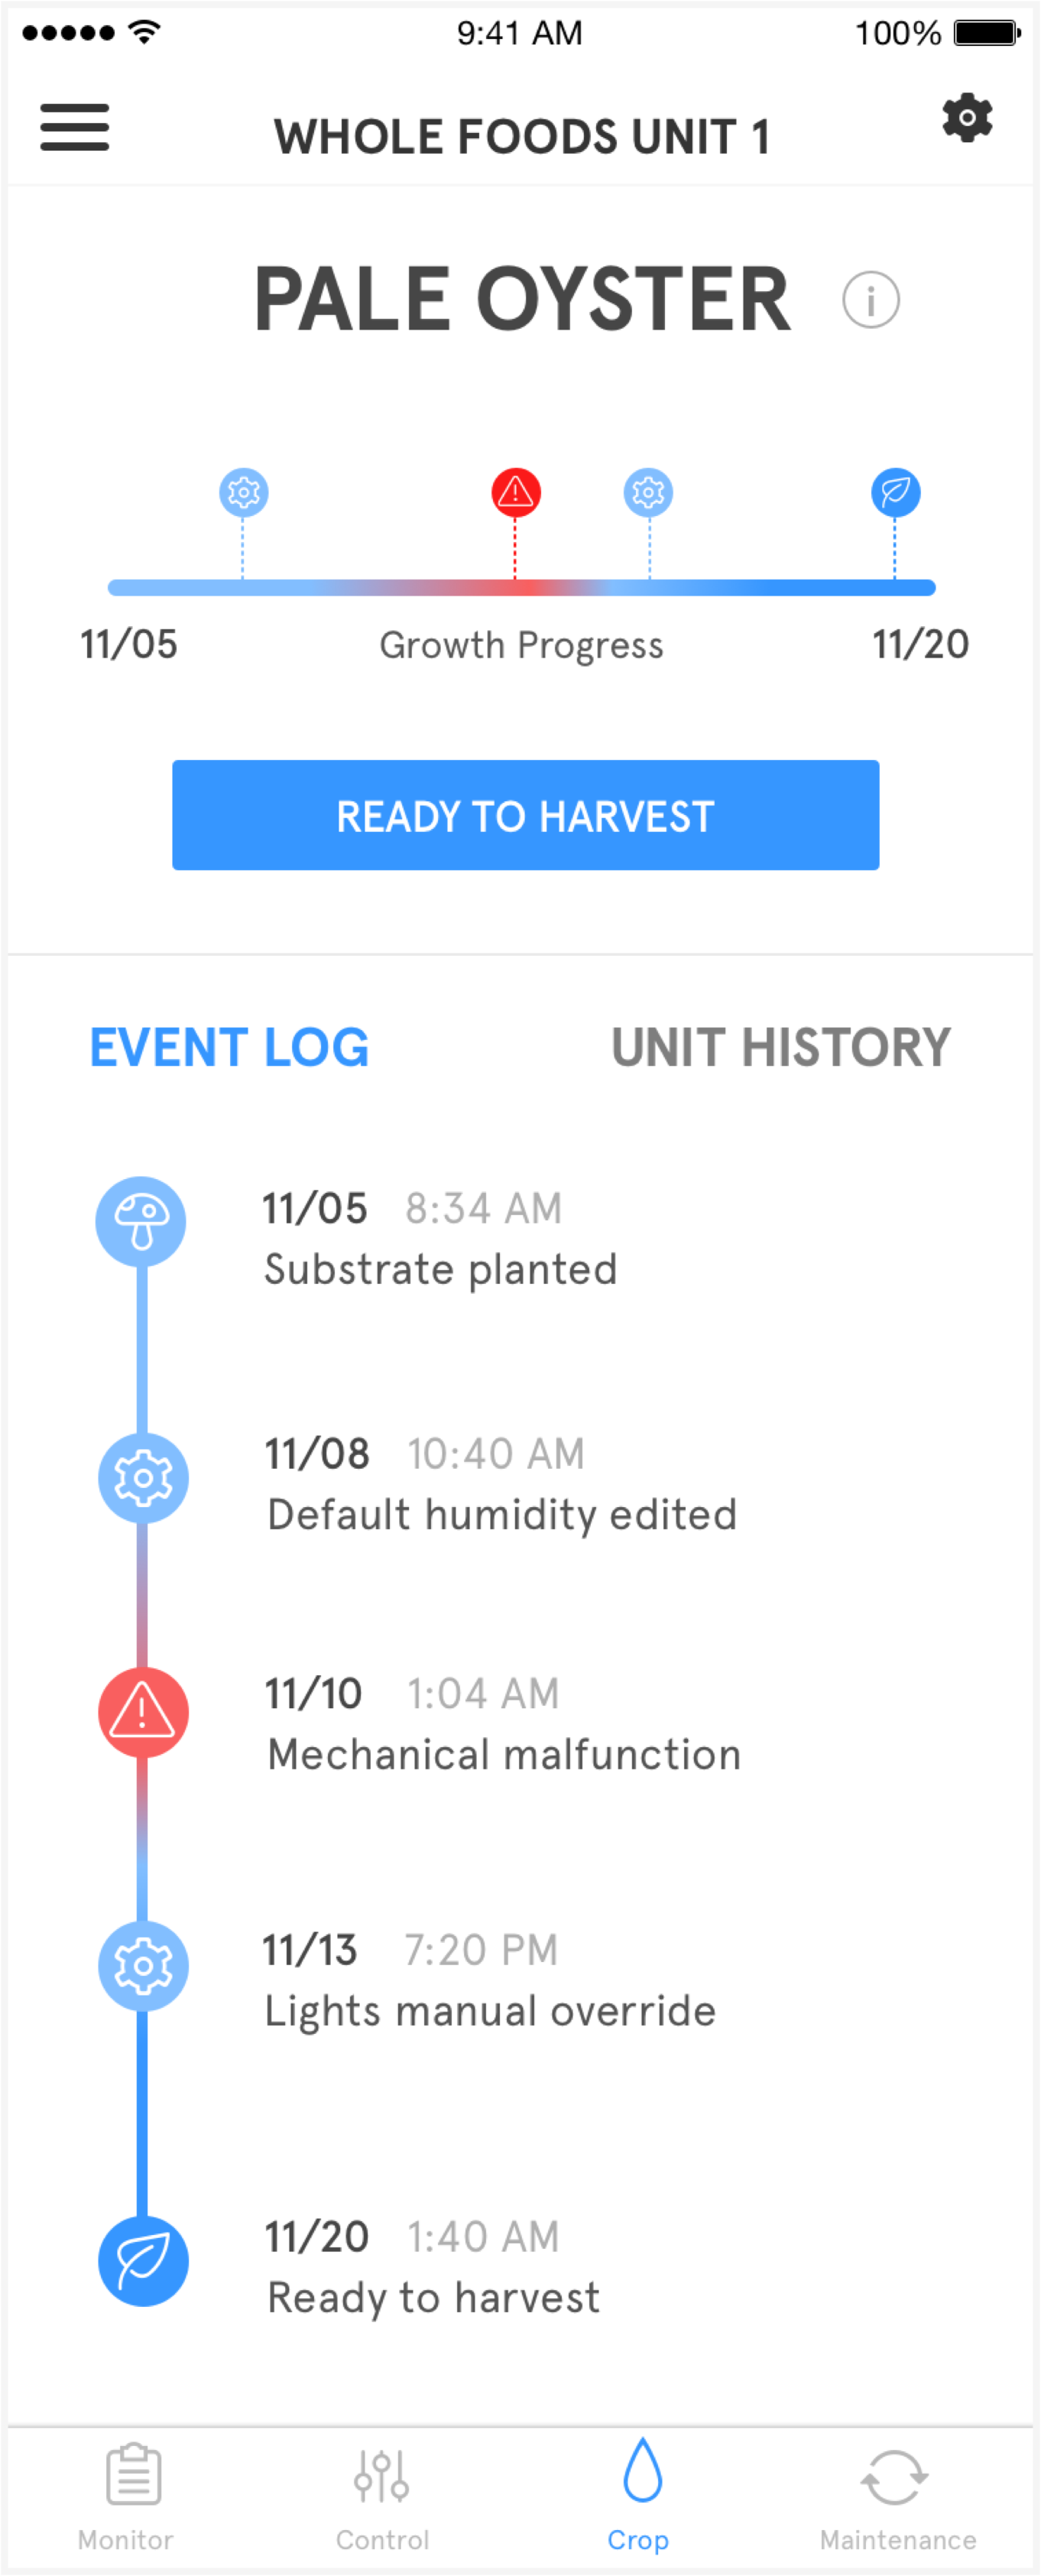 9:41 AM 100%
WHOLE FOODS UNIT 1
PALE OYSTER
11/05 Growth Progress 11/20
READY TO HARVEST
EVENT LOG UNIT HISTORY
11/05 8:34 AM
Substrate planted
11/08 10:40 AM
Default humidity edited
11/10 1:04 AM
Mechanical malfunction
11/13 7:20 PM
Lights manual override
11/20 1:40 AM
Ready to harvest
Monitor Control Crop Maintenance